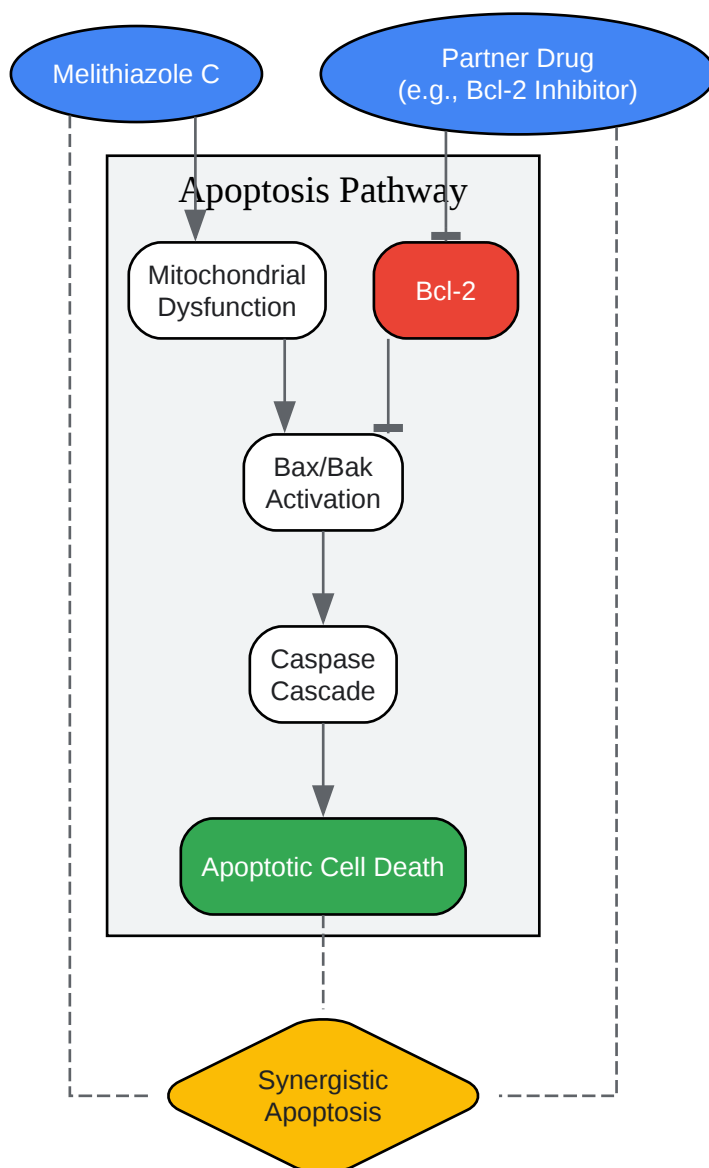 Melithiazole C
Partner Drug
(e.g., Bcl-2 Inhibitor)
Apoptosis Pathway
Mitochondrial
Dysfunction
Bcl-2
Bax/Bak
Activation
Caspase
Cascade
Apoptotic Cell Death
Synergistic
Apoptosis